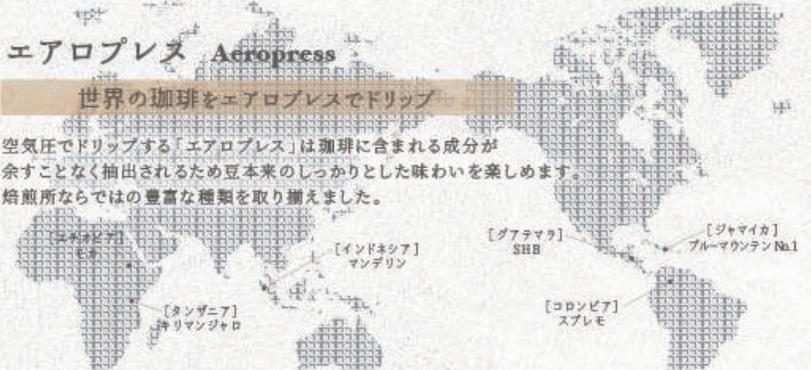 エアロプレス Aeropress
世界の珈琲をエアロプレスでドリップ
空気圧でドリップする「エアロプレス」は珈琲に含まれる成分が
余すことなく抽出されるため豆本来のしっかりとした味わいを楽しめます。
焙煎所ならではの豊富な種類を取り揃えました。
［エチオピア］
モカ
［タンザニア］
キリマンジャロ
［インドネシア］
マンデリン
［グアテマラ］
SHB
［コロンビア］
スプレモ
［ジャマイカ］
ブルーマウンテン No.1